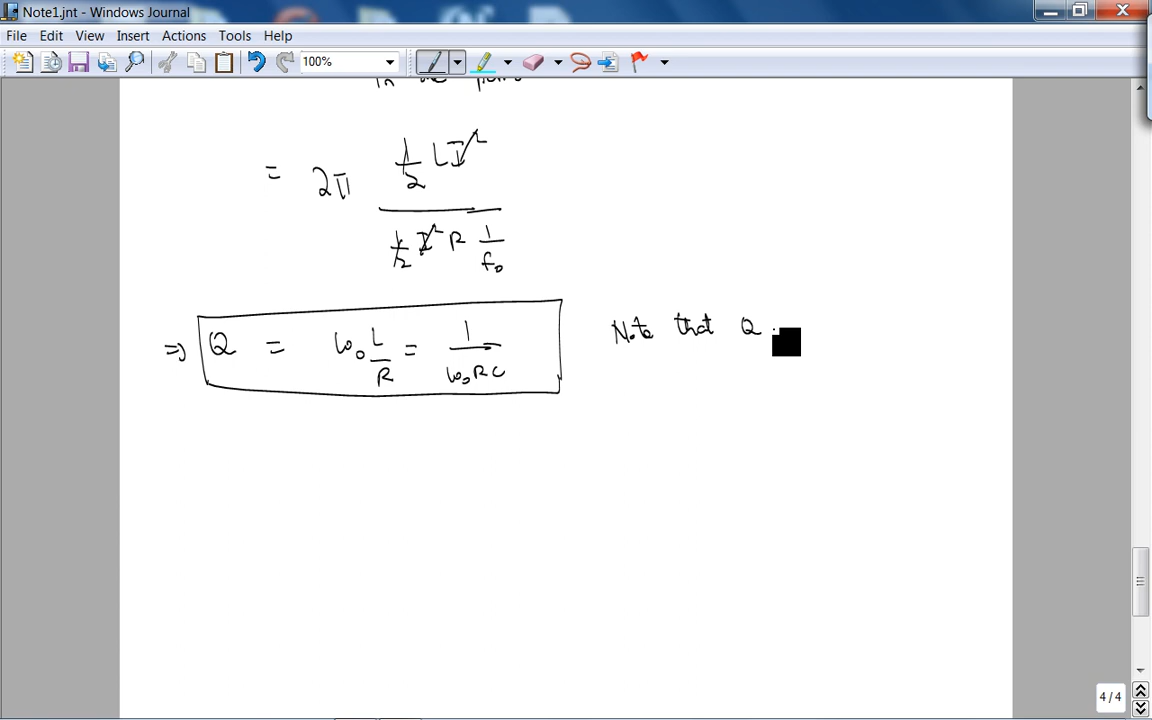 Note1.jnt - Windows Journal
File Edit View Insert Actions Tools Help
100%
= 2π (1/2 L I²) / (1/2 I² R 1/f₀)
⇒ Q = ω₀ L/R = 1/(ω₀RC)
Note that Q
4 / 4